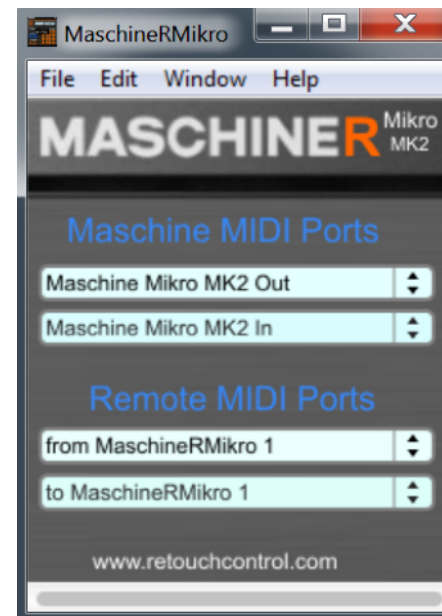 MaschineRMikro
File Edit Window Help
MASCHINER Mikro MK2
Maschine MIDI Ports
Maschine Mikro MK2 Out
Maschine Mikro MK2 In
Remote MIDI Ports
from MaschineRMikro 1
to MaschineRMikro 1
www.retouchcontrol.com